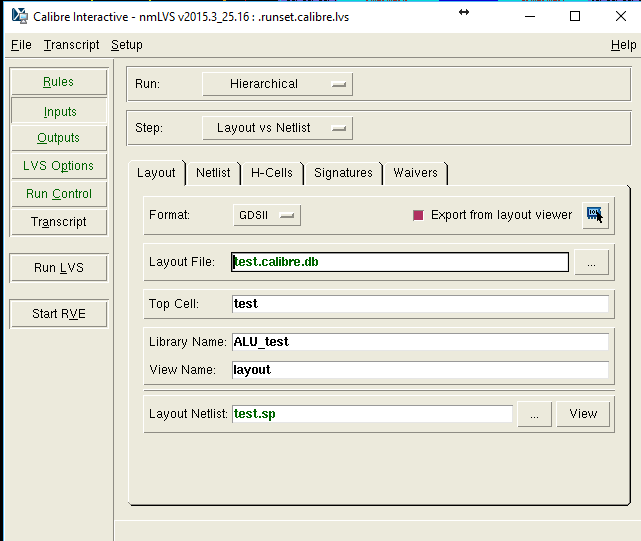 Calibre Interactive - nmLVS v2015.3_25.16 : .runset.calibre.lvs
File Transcript Setup Help
Rules
Inputs
Outputs
LVS Options
Run Control
Transcript
Run LVS
Start RVE
Run: Hierarchical
Step: Layout vs Netlist
Layout Netlist H-Cells Signatures Waivers
Format: GDSII Export from layout viewer
Layout File: test.calibre.db ...
Top Cell: test
Library Name: ALU_test
View Name: layout
Layout Netlist: test.sp ... View